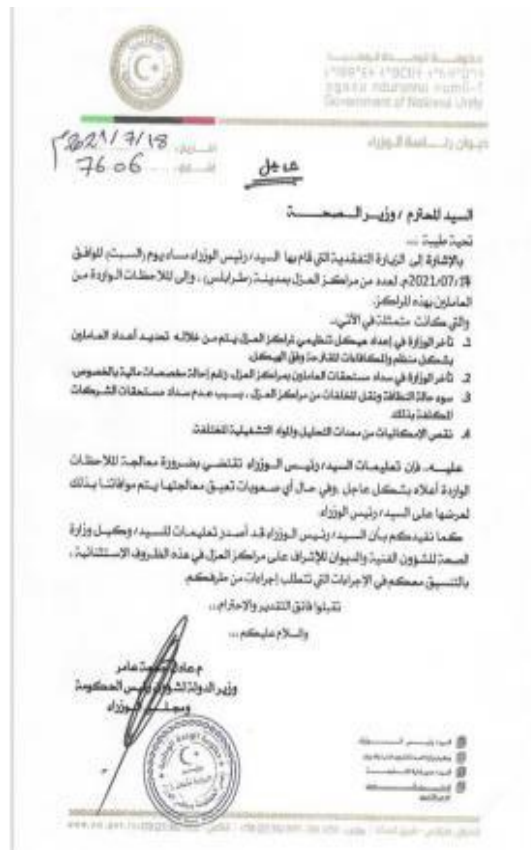 حكومة الوحدة الوطنية
Government of National Unity
ديوان رئاسة الوزراء
2021/7/18
7606
عاجل
السيد المحترم / وزير الصحة
تحية طيبة ...
بالإشارة إلى الزيارة التفقدية التي قام بها السيد/ رئيس الوزراء مساء يوم (السبت) الموافق
2021/07/ م، لعدد من مراكز العزل بمدينة (طرابلس)، وإلى الملاحظات الواردة من
العاملون بهذه المراكز.
والتي كانت متمثلة في الآتي:
1. تأخر الوزارة في إعداد هيكل تنظيمي لمراكز العزل يتم من خلاله تحديد أعداد العاملون
بشكل منظم والمكافآت المقترحة وفق الهيكل.
2. تأخر الوزارة في سداد مستحقات العاملون بمراكز العزل، رغم إحالة مخصصات مالية بالخصوص.
3. سوء حالة النظافة ونقل المخلفات من مراكز العزل، بسبب عدم سداد مستحقات الشركات
المكلفة بذلك.
4. نقص الإمكانيات من معدات التحليل والمواد التشغيلية المختلفة.
عليه، فإن تعليمات السيد/ رئيس الوزراء تقتضي بضرورة معالجة الملاحظات
الواردة أعلاه بشكل عاجل، وفي حال أي صعوبات تعيق معالجتها يتم موافاتنا بذلك
لعرضها على السيد/ رئيس الوزراء.
كما نفيدكم بأن السيد/ رئيس الوزراء قد أصدر تعليمات للسيد/ وكيل وزارة
الصحة للشؤون الفنية والديوان للإشراف على مراكز العزل في هذه الظروف الاستثنائية،
بالتنسيق معكم في الإجراءات التي تتطلب إجراءات من طرفكم.
تقبلوا فائق التقدير والاحترام،،،
والسلام عليكم،،،
م.عادل جمعة عامر
وزير الدولة لشؤون رئيس الحكومة
ومجلس الوزراء